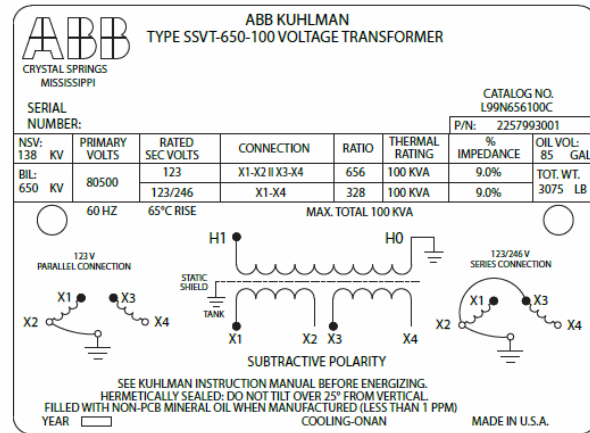 ABB
ABB KUHLMAN
TYPE SSVT-650-100 VOLTAGE TRANSFORMER
CRYSTAL SPRINGS
MISSISSIPPI
SERIAL
NUMBER:
CATALOG NO.
L99N656100C
P/N: 2257993001
NSV:
138 KV
PRIMARY
VOLTS
RATED
SEC VOLTS
CONNECTION
RATIO
THERMAL
RATING
%
IMPEDANCE
OIL VOL:
85 GAL
BIL:
650 KV
80500
123 X1-X2 II X3-X4 656 100 KVA 9.0%
123/246 X1-X4 328 100 KVA 9.0%
TOT. WT.
3075 LB
60 HZ 65°C RISE MAX. TOTAL 100 KVA
H1 H0
123 V
PARALLEL CONNECTION
X1 X3
X2 X4
STATIC
SHIELD
TANK
X1 X2 X3 X4
123/246 V
SERIES CONNECTION
X1 X3
X2 X4
SUBTRACTIVE POLARITY
SEE KUHLMAN INSTRUCTION MANUAL BEFORE ENERGIZING.
HERMETICALLY SEALED: DO NOT TILT OVER 25° FROM VERTICAL.
FILLED WITH NON-PCB MINERAL OIL WHEN MANUFACTURED (LESS THAN 1 PPM)
YEAR COOLING-ONAN MADE IN U.S.A.